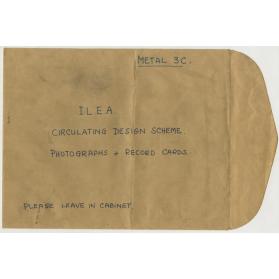 METAL 3C.
I.L.E.A.
CIRCULATING DESIGN SCHEME.
PHOTOGRAPHS + RECORD CARDS.
PLEASE LEAVE IN CABINET